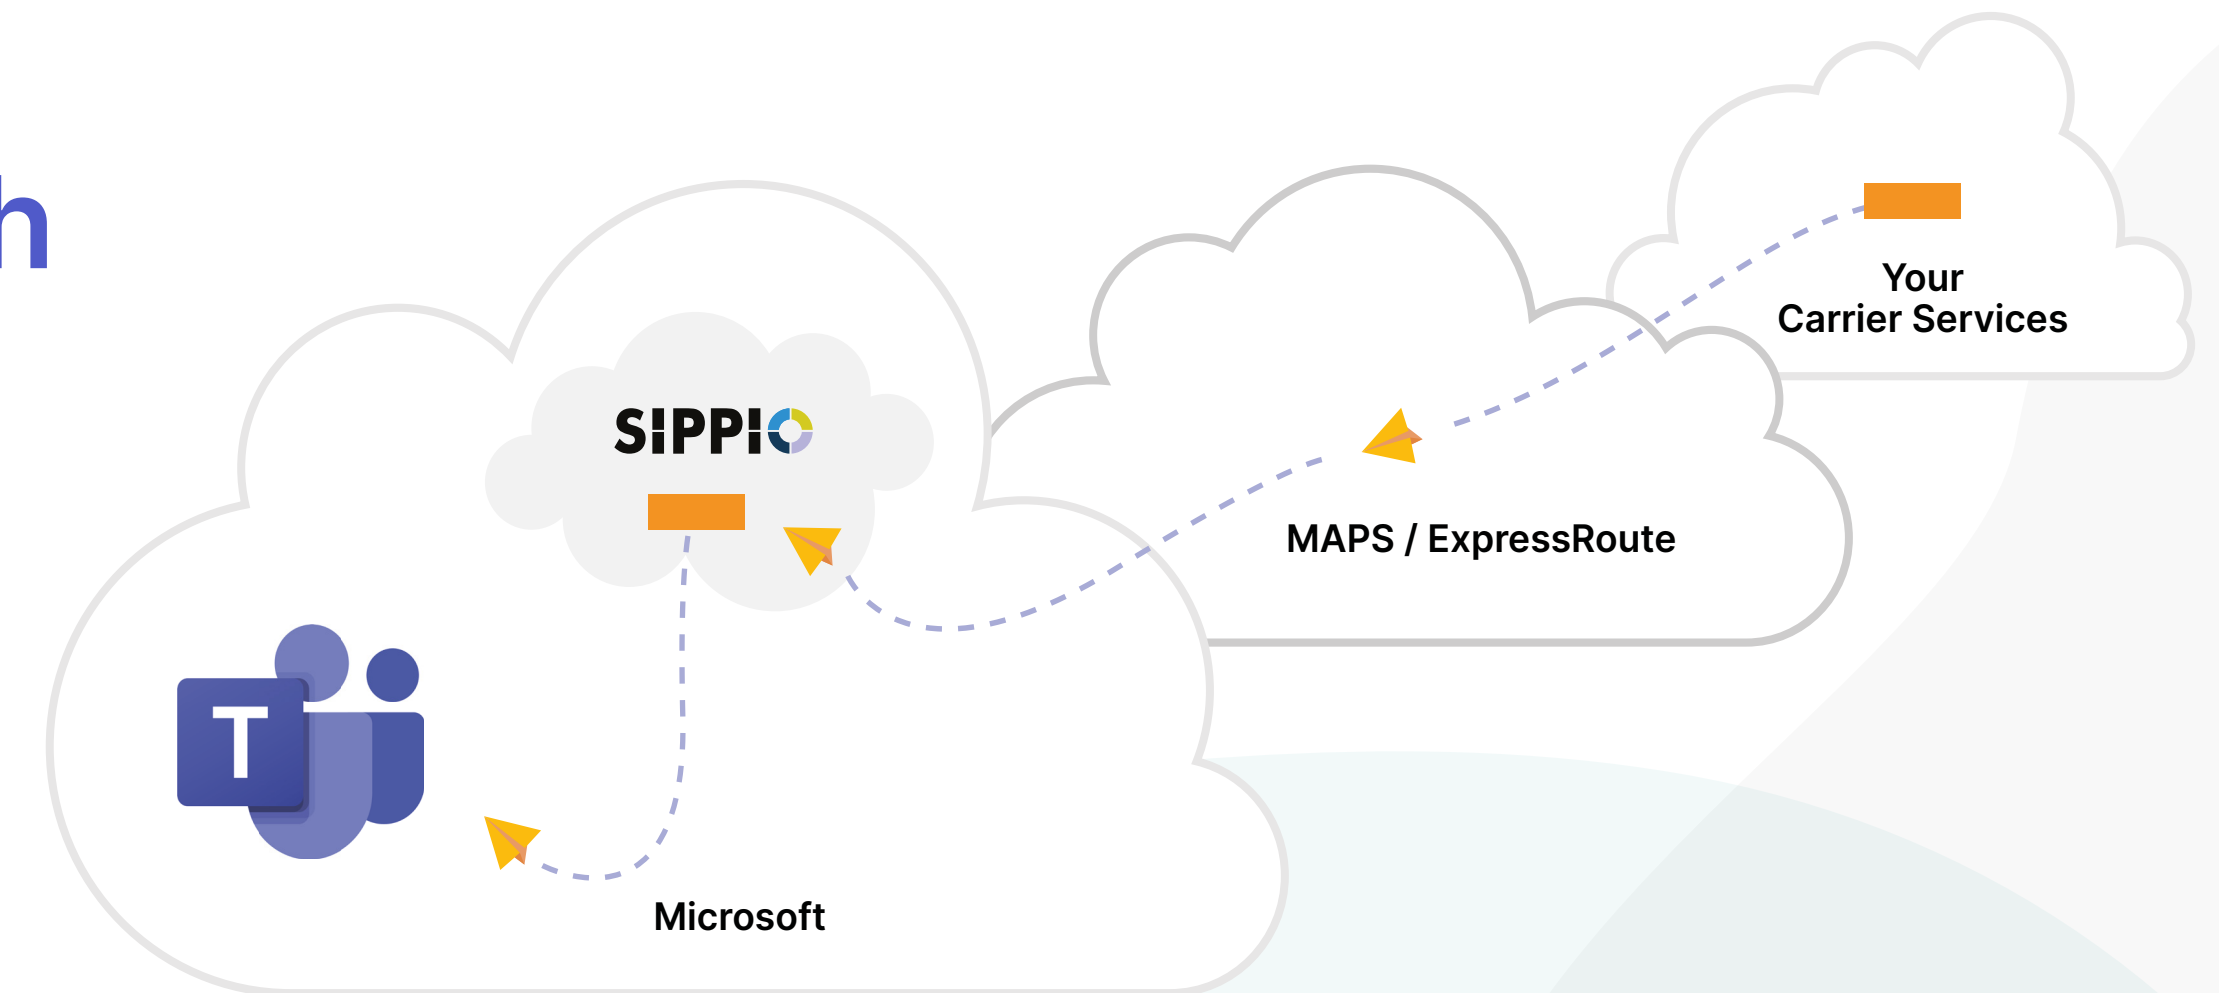 h
Your
Carrier Services
SIPPIO
MAPS / ExpressRoute
T
Microsoft